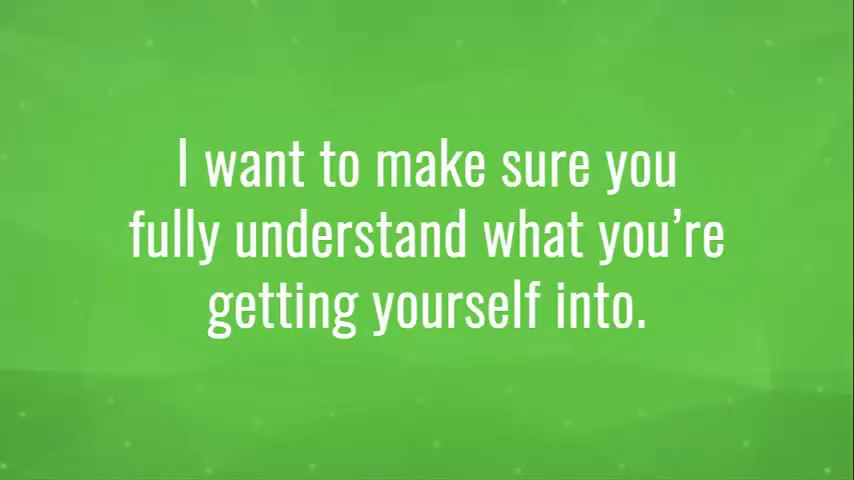 I want to make sure you
fully understand what you’re
getting yourself into.